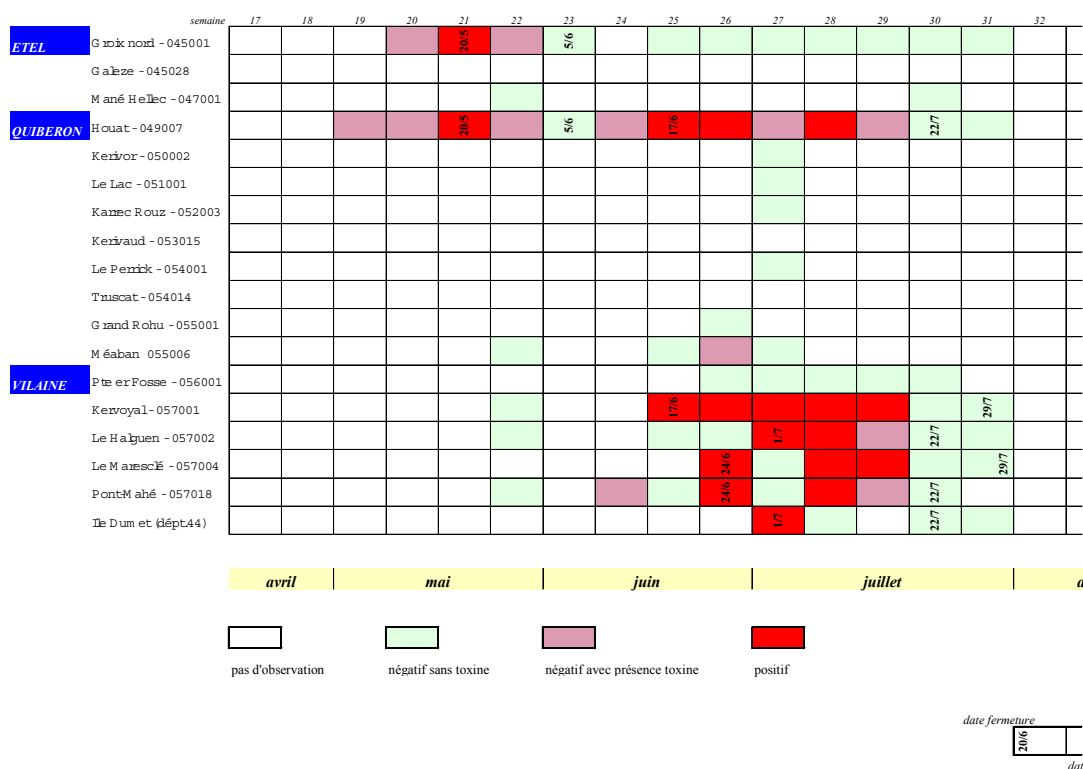 semaine 17 18 19 20 21 22 23 24 25 26 27 28 29 30 31 32
ETEL Groix nord - 045001 20/5 5/6
Galeze - 045028
Mané Hellec - 047001
QUIBERON Houat - 049007 20/5 5/6 17/6 22/7
Kerivor - 050002
Le Lac - 051001
Karrec Rouz - 052003
Kerivaud - 053015
Le Perrick - 054001
Truscat - 054014
Grand Rohu - 055001
Méaban 055006
VILAINE Pte er Fosse - 056001
Kervoyal - 057001 17/6 29/7
Le Halguen - 057002 1/7 22/7
Le Maresclé - 057004 24/6 29/7
Pont-Mahé - 057018 24/6 22/7
Ile Dumet (dépt.44) 1/7 22/7
avril mai juin juillet a
pas d'observation négatif sans toxine négatif avec présence toxine positif
date fermeture
20/6
dat